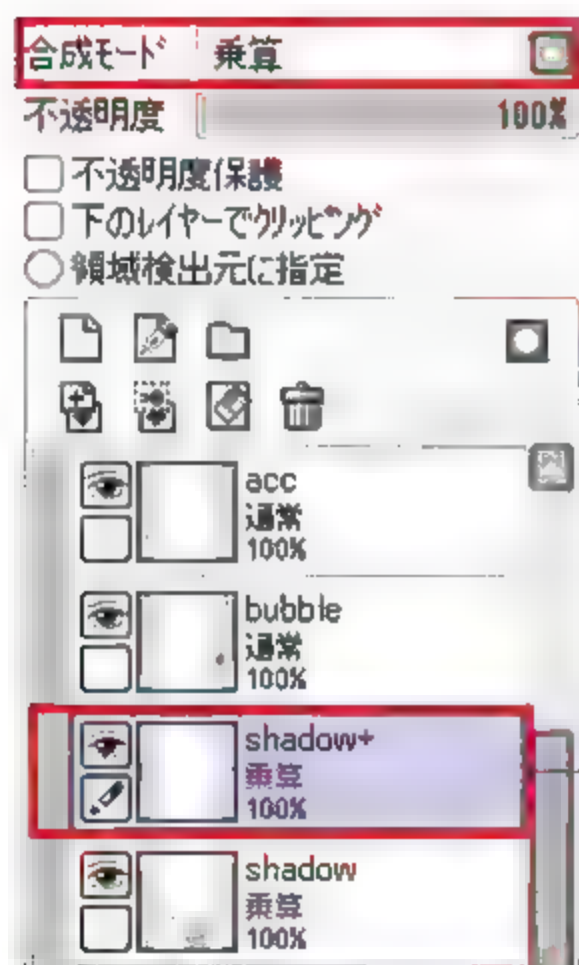 合成モード 乗算
不透明度 100%
不透明度保護
下のレイヤーでクリッピング
領域検出元に指定
acc
通常
100%
bubble
通常
100%
shadow+
乗算
100%
shadow
乗算
100%